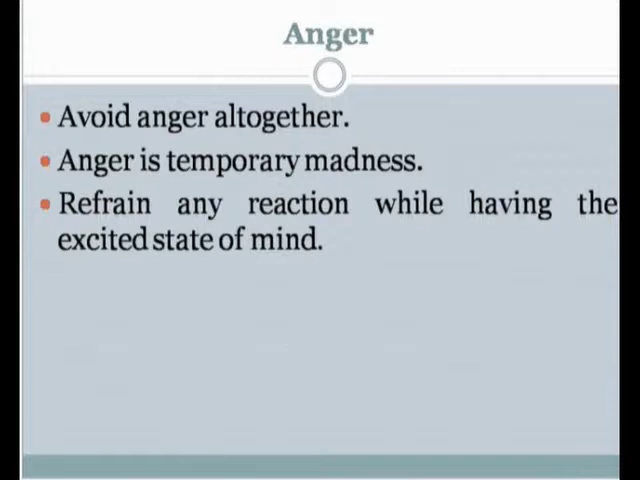 Anger
Avoid anger altogether.
Anger is temporary madness.
Refrain any reaction while having the
excited state of mind.